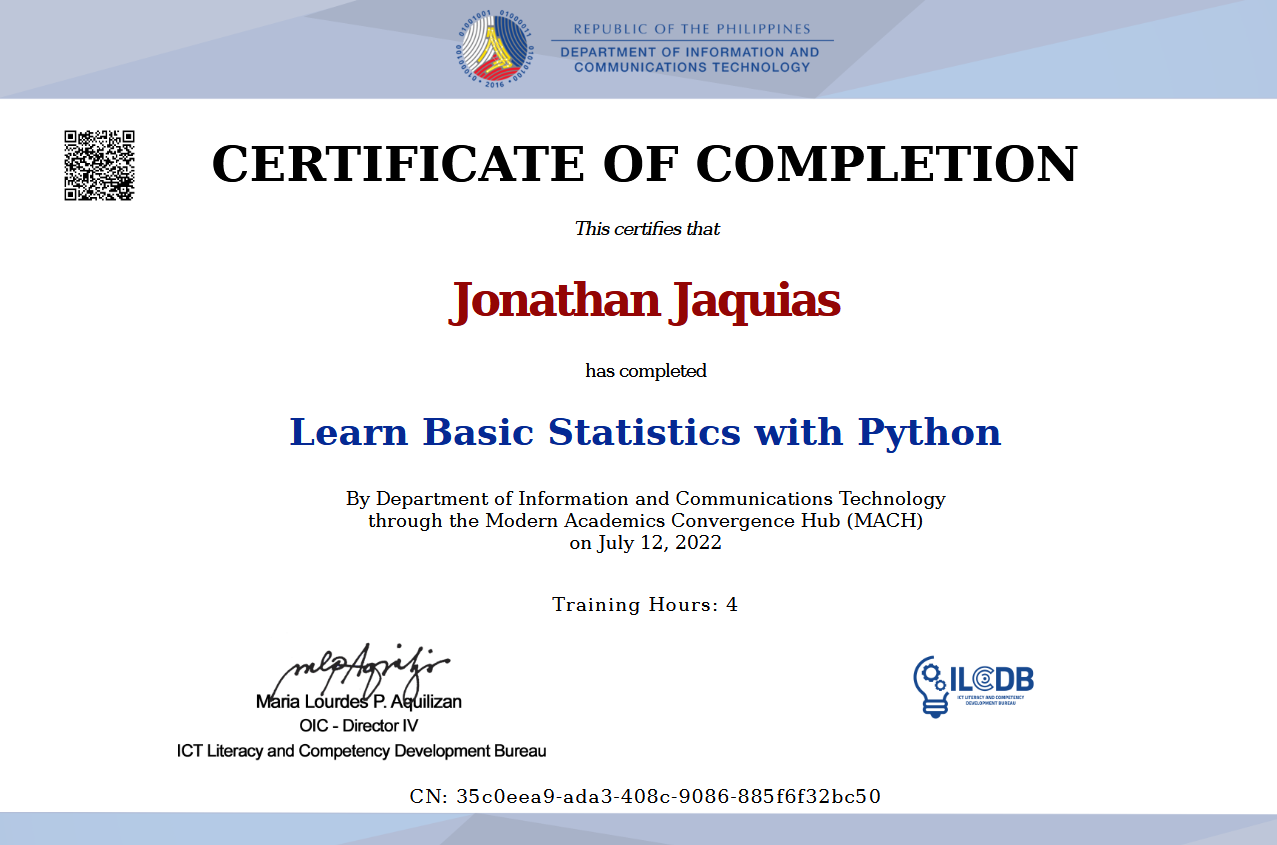 REPUBLIC OF THE PHILIPPINES
DEPARTMENT OF INFORMATION AND
COMMUNICATIONS TECHNOLOGY
2016
CERTIFICATE OF COMPLETION
This certifies that
Jonathan Jaquias
has completed
Learn Basic Statistics with Python
By Department of Information and Communications Technology
through the Modern Academics Convergence Hub (MACH)
on July 12, 2022
Training Hours: 4
Maria Lourdes P. Aquilizan
OIC - Director IV
ICT Literacy and Competency Development Bureau
ILCDB
ICT LITERACY AND COMPETENCY
DEVELOPMENT BUREAU
CN: 35c0eea9-ada3-408c-9086-885f6f32bc50